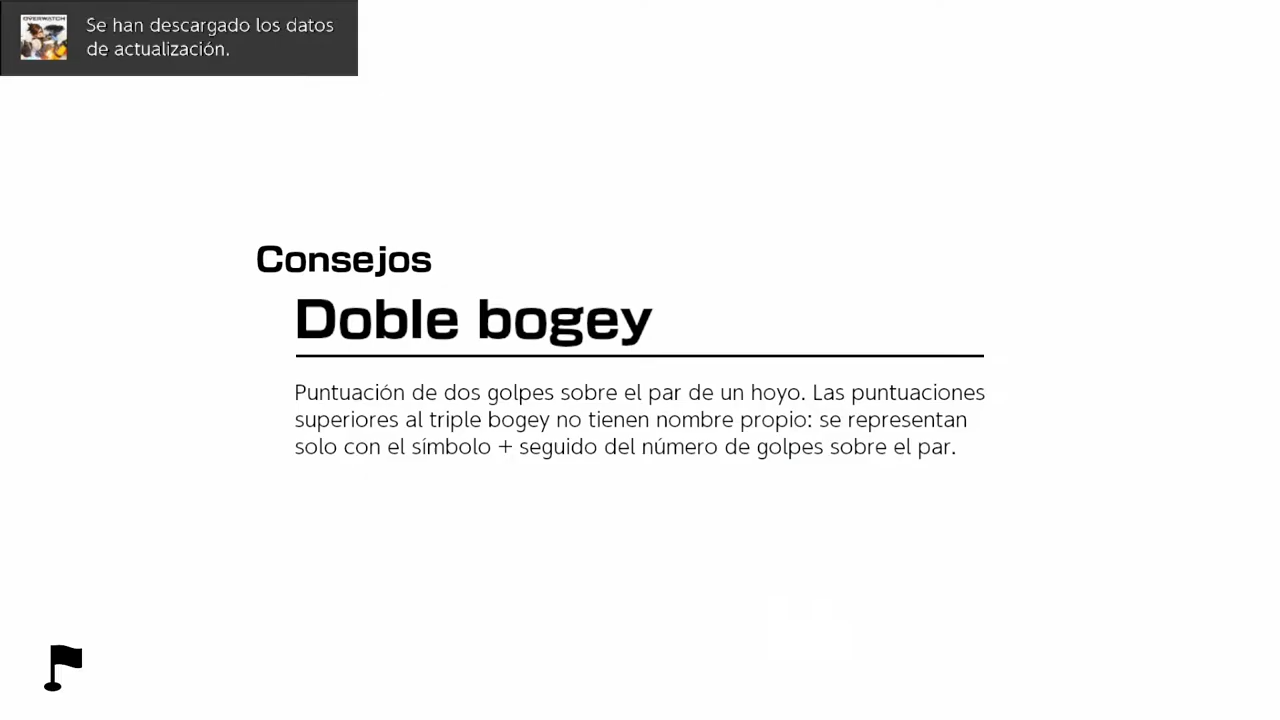 OVERWATCH
Se han descargado los datos
de actualización.
Consejos
Doble bogey
Puntuación de dos golpes sobre el par de un hoyo. Las puntuaciones
superiores al triple bogey no tienen nombre propio: se representan
solo con el símbolo + seguido del número de golpes sobre el par.